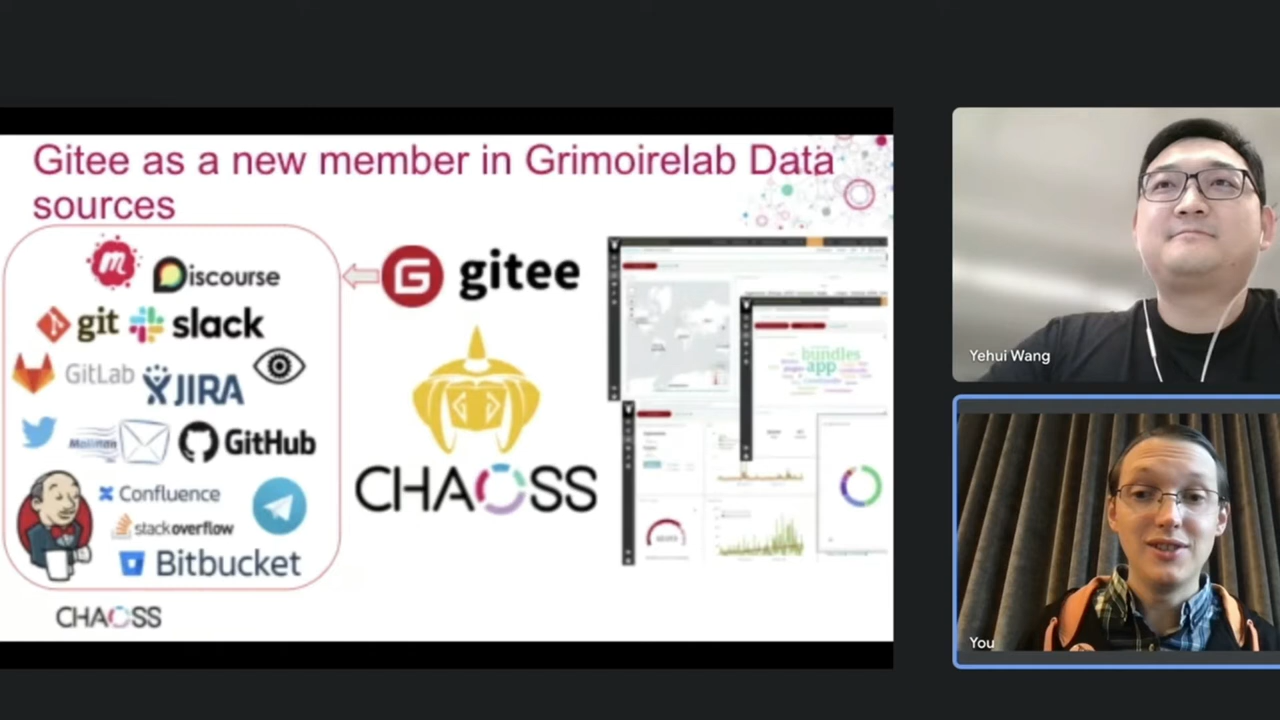 Gitee as a new member in Grimoirelab Data
sources
Discourse
git
slack
GitLab
JIRA
Mailman
GitHub
Confluence
stackoverflow
Bitbucket
CHAOSS
gitee
CHAOSS
bundles
app
Yehui Wang
You